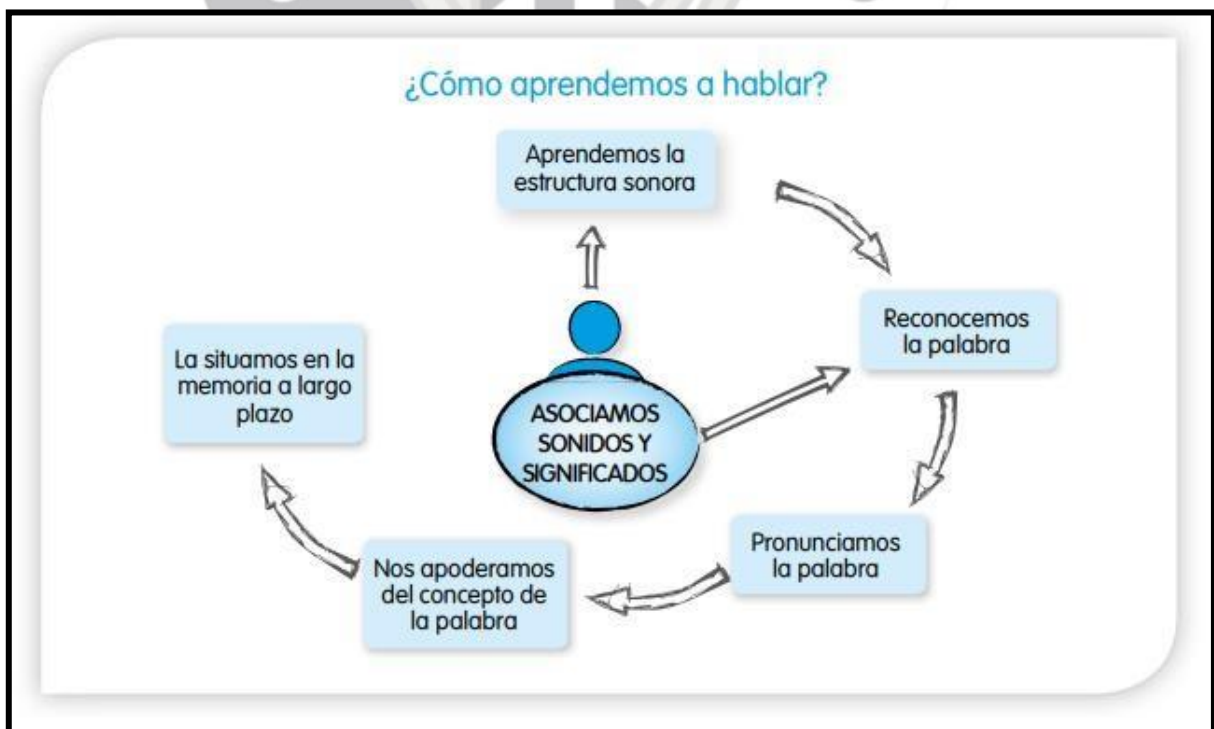 ¿Cómo aprendemos a hablar?
Aprendemos la
estructura sonora
Reconocemos
la palabra
Pronunciamos
la palabra
Nos apoderamos
del concepto de
la palabra
La situamos en la
memoria a largo
plazo
ASOCIAMOS
SONIDOS Y
SIGNIFICADOS